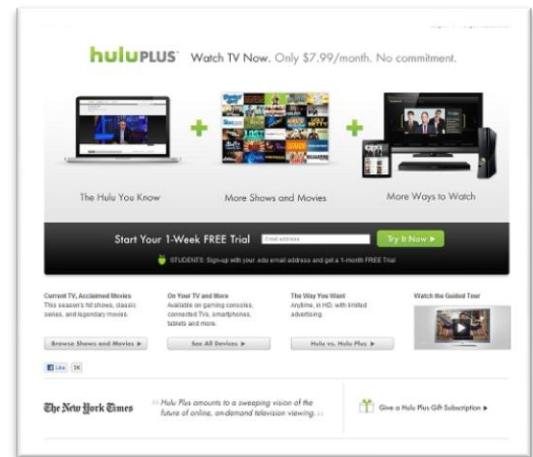 huluPLUS Watch TV Now. Only $7.99/month. No commitment.
The Hulu You Know
More Shows and Movies
More Ways to Watch
Start Your 1-Week FREE Trial
Email address
Try It Now ►
STUDENTS: Sign-up with your .edu email address and get a 1-month FREE Trial
Current TV, Acclaimed Movies
This season's hit shows, classic
series, and legendary movies.
Browse Shows and Movies ►
On Your TV and More
Available on gaming consoles,
connected TVs, smartphones,
tablets and more.
See All Devices ►
The Way You Want
Anytime, in HD, with limited
advertising.
Hulu vs. Hulu Plus ►
Watch the Guided Tour
Like
The New York Times
“ Hulu Plus amounts to a sweeping vision of the
future of online, on-demand television viewing. ”
Give a Hulu Plus Gift Subscription ►